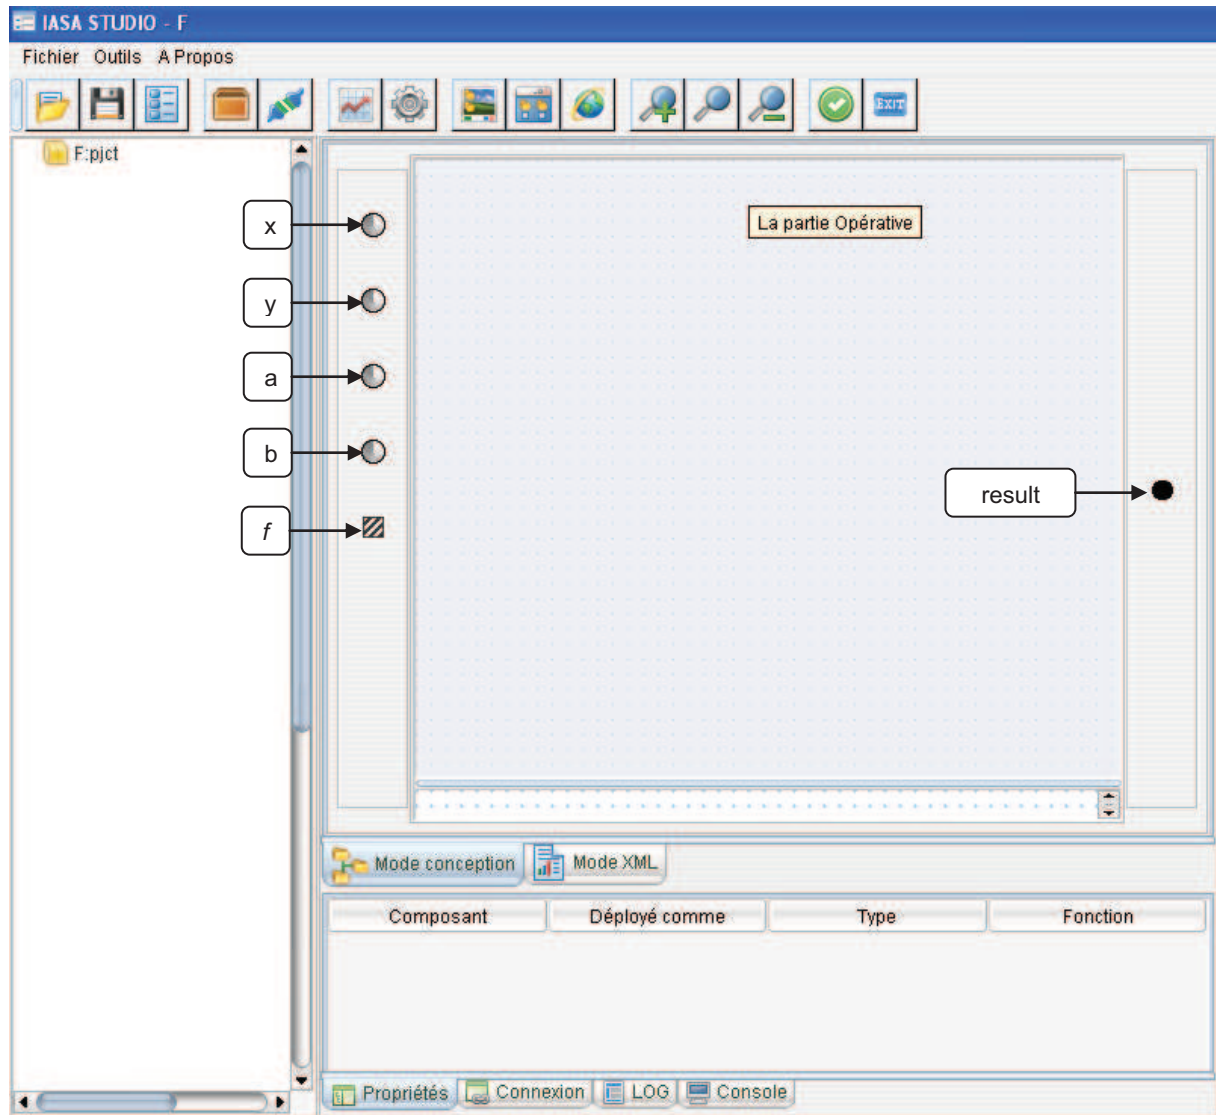 IASA STUDIO - F
Fichier Outils A Propos
EXIT
F:pjct
La partie Opérative
x
y
a
b
result
f
Mode conception Mode XML
Composant Déployé comme Type Fonction
Propriétés Connexion LOG Console